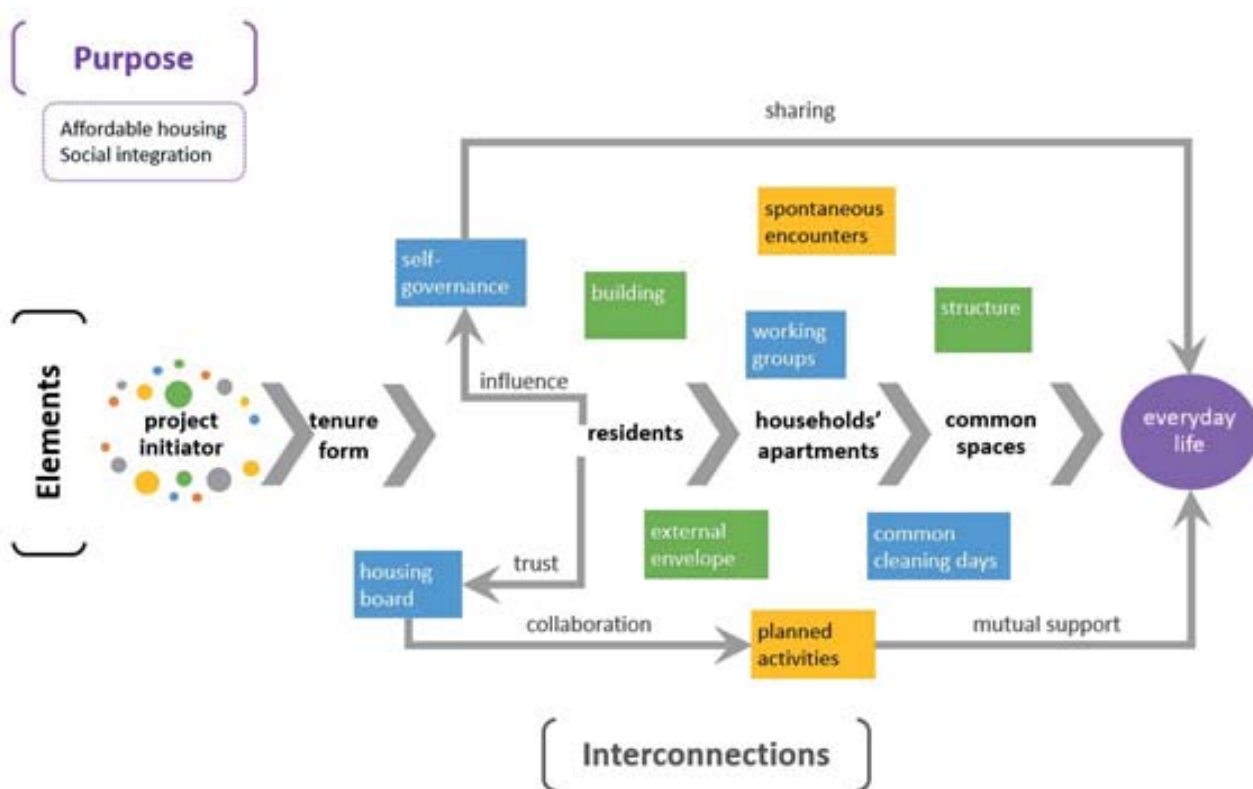 Purpose
Affordable housing
Social integration
sharing
spontaneous
encounters
self-
governance
building
structure
working
groups
influence
Elements
project
initiator
tenure
form
residents
households'
apartments
common
spaces
everyday
life
external
envelope
common
cleaning days
trust
housing
board
collaboration
planned
activities
mutual support
Interconnections